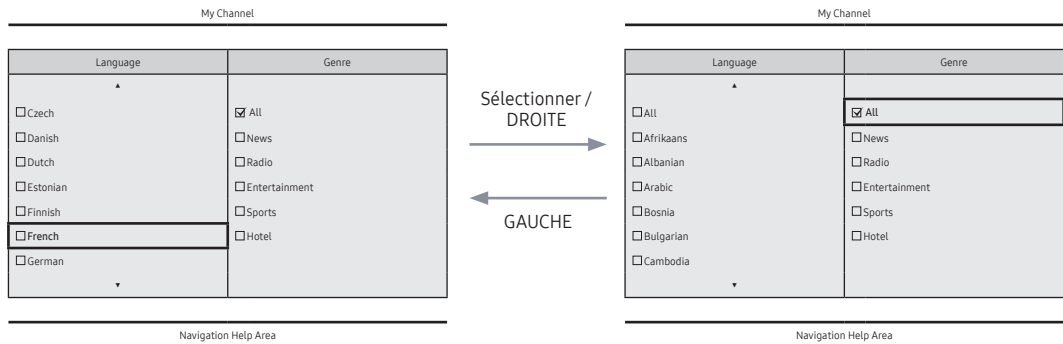 My Channel
Language
Genre
▲
☐Czech
☑ All
☐Danish
☐News
☐Dutch
☐Radio
☐Estonian
☐Entertainment
☐Finnish
☐Sports
☐French
☐Hotel
☐German
▼
Navigation Help Area
Sélectionner /
DROITE
GAUCHE
My Channel
Language
Genre
▲
☐All
☑ All
☐Afrikaans
☐News
☐Albanian
☐Radio
☐Arabic
☐Entertainment
☐Bosnia
☐Sports
☐Bulgarian
☐Hotel
☐Cambodia
▼
Navigation Help Area